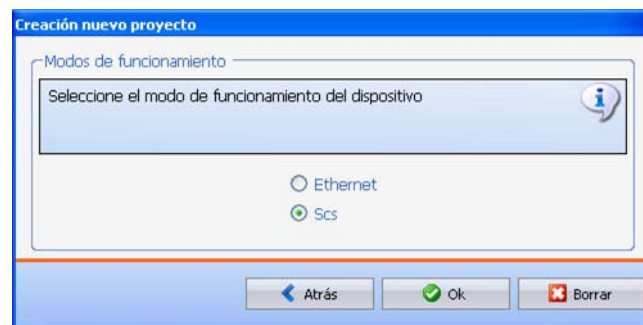 Creación nuevo proyecto
Modos de funcionamiento
Seleccione el modo de funcionamiento del dispositivo
Ethernet
Scs
Atrás
Ok
Borrar